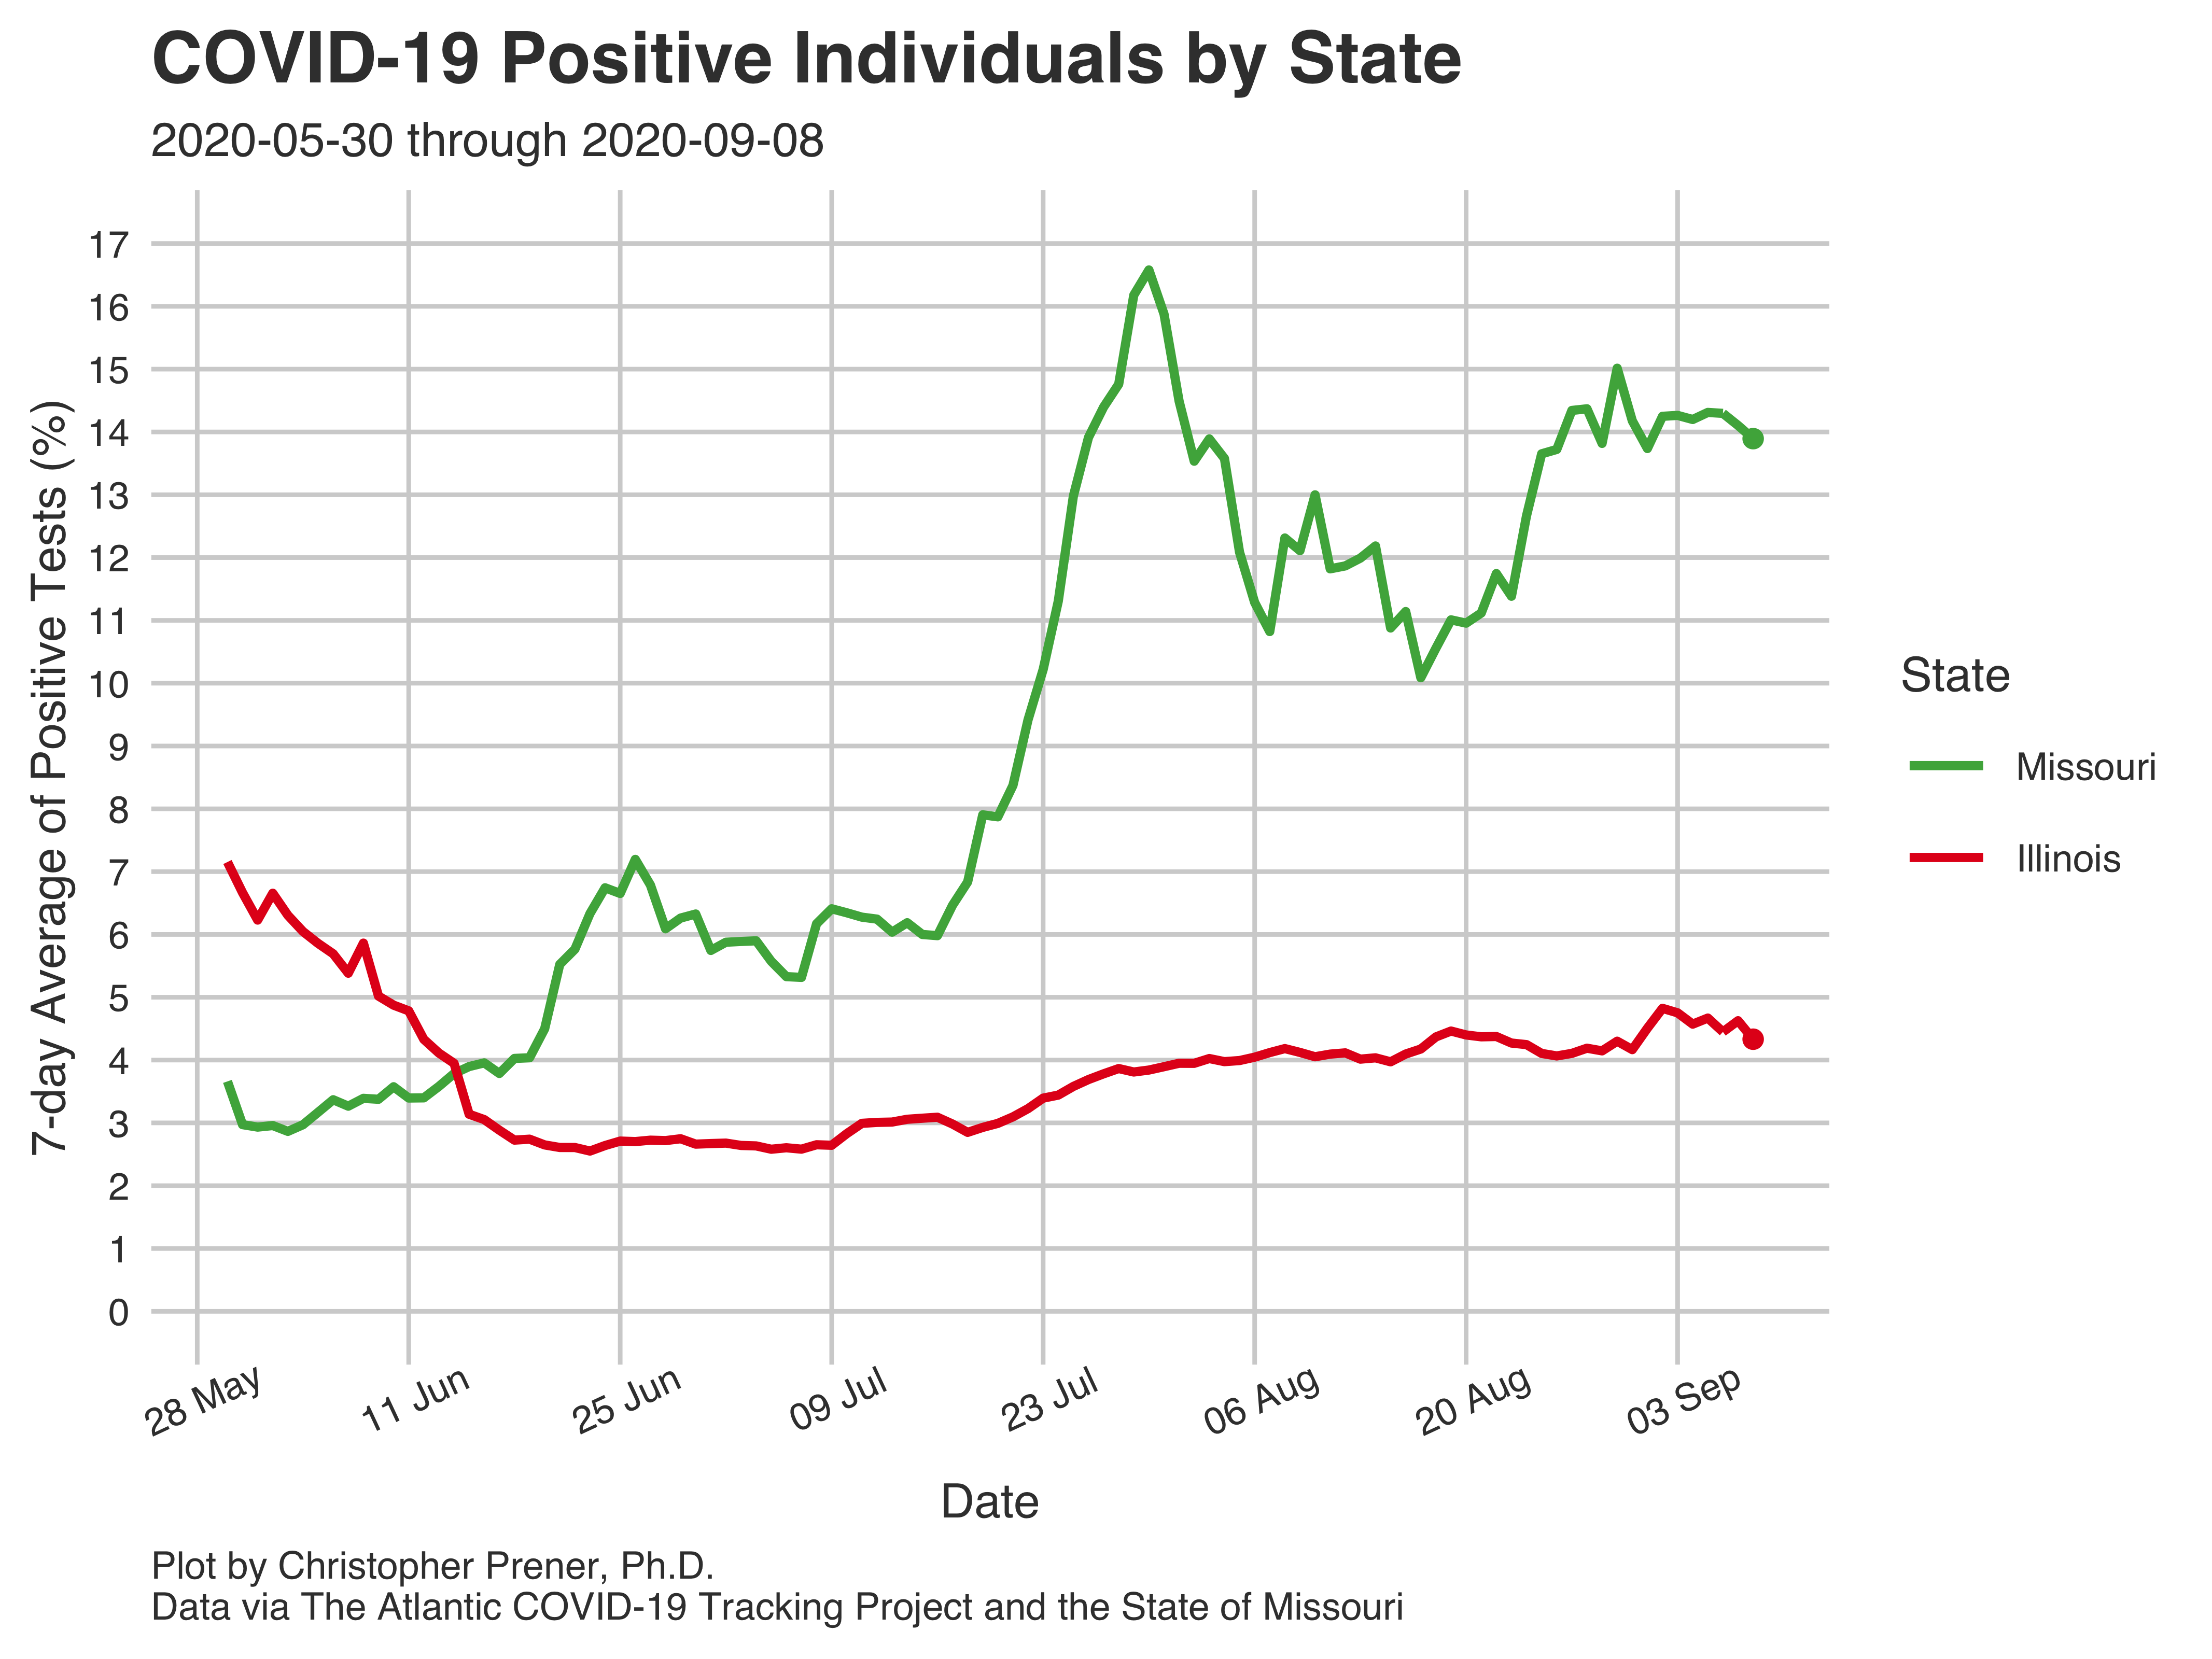 COVID-19 Positive Individuals by State
2020-05-30 through 2020-09-08
7-day Average of Positive Tests (%)
17
16
15
14
13
12
11
10
9
8
7
6
5
4
3
2
1
0
28 May
11 Jun
25 Jun
09 Jul
23 Jul
06 Aug
20 Aug
03 Sep
Date
State
Missouri
Illinois
Plot by Christopher Prener, Ph.D.
Data via The Atlantic COVID-19 Tracking Project and the State of Missouri